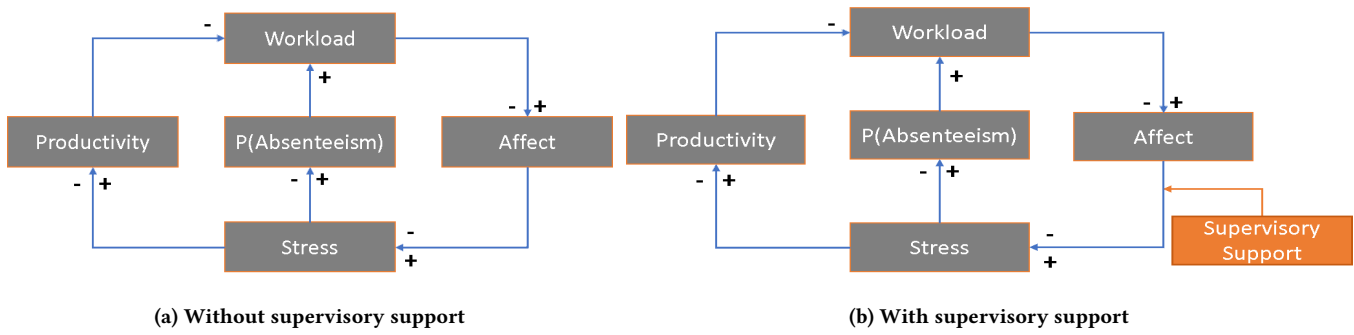 Workload
-
+
- +
Productivity
P(Absenteeism)
Affect
- +
- +
-
Stress
+
(a) Without supervisory support
Workload
-
+
- +
Productivity
P(Absenteeism)
Affect
- +
- +
-
Stress
+
Supervisory
Support
(b) With supervisory support